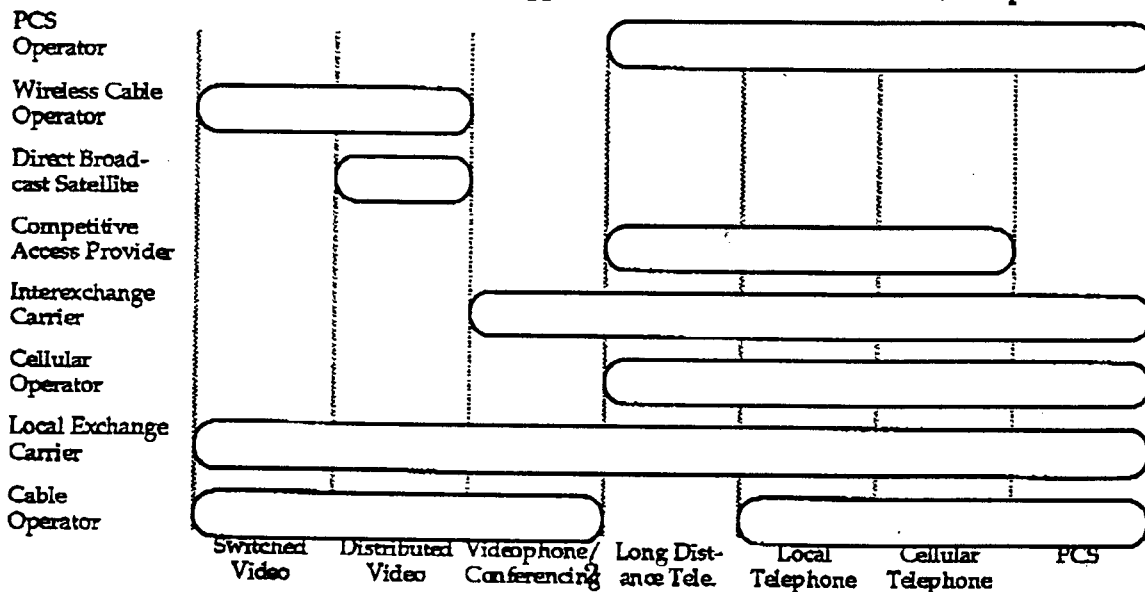 PCS
Operator
Wireless Cable
Operator
Direct Broad-
cast Satellite
Competitive
Access Provider
Interexchange
Carrier
Cellular
Operator
Local Exchange
Carrier
Cable
Operator
Switched
Video
Distributed
Video
Videophone/
Conferencing
Long Dist-
ance Tele.
Local
Telephone
Cellular
Telephone
PCS